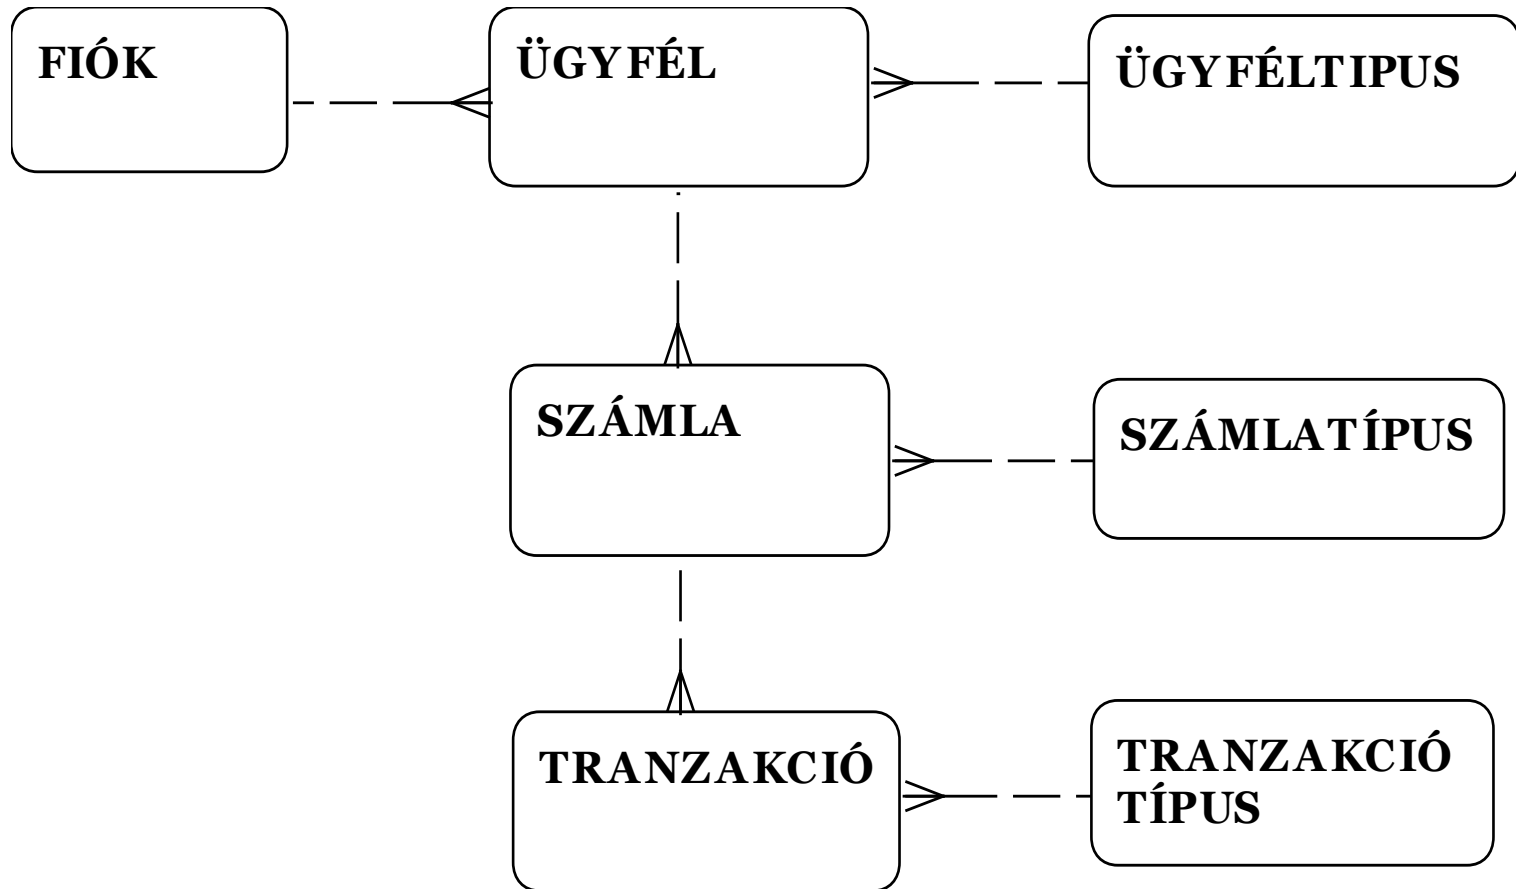 FIÓK
ÜGYFÉL
ÜGYFÉLTIPUS
SZÁMLA
SZÁMLATÍPUS
TRANZAKCIÓ
TRANZAKCIÓ
TÍPUS